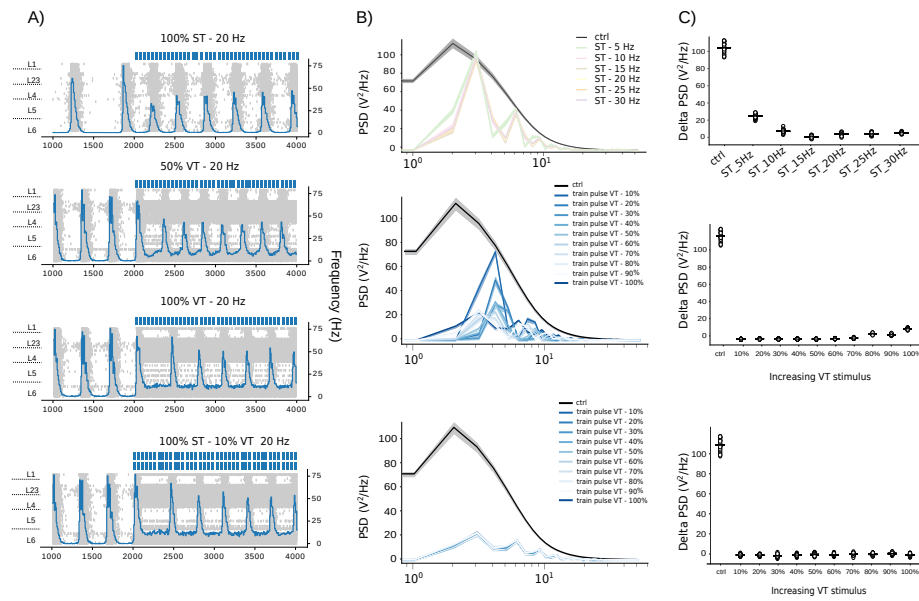 A)
B)
C)
100% ST - 20 Hz
L1
L23
L4
L5
L6
75
50
25
0
1000 1500 2000 2500 3000 3500 4000
50% VT - 20 Hz
L1
L23
L4
L5
L6
75
50
25
0
1000 1500 2000 2500 3000 3500 4000
100% VT - 20 Hz
L1
L23
L4
L5
L6
75
50
25
0
1000 1500 2000 2500 3000 3500 4000
100% ST - 10% VT 20 Hz
L1
L23
L4
L5
L6
75
50
25
0
1000 1500 2000 2500 3000 3500 4000
Frequency (Hz)
PSD (V²/Hz)
100
80
60
40
20
0
10⁰ 10¹
ctrl
ST - 5 Hz
ST - 10 Hz
ST - 15 Hz
ST - 20 Hz
ST - 25 Hz
ST - 30 Hz
PSD (V²/Hz)
120
100
80
60
40
20
0
10⁰ 10¹
ctrl
train pulse VT - 10%
train pulse VT - 20%
train pulse VT - 30%
train pulse VT - 40%
train pulse VT - 50%
train pulse VT - 60%
train pulse VT - 70%
train pulse VT - 80%
train pulse VT - 90%
train pulse VT - 100%
PSD (V²/Hz)
120
100
80
60
40
20
0
10⁰ 10¹
ctrl
train pulse VT - 10%
train pulse VT - 20%
train pulse VT - 30%
train pulse VT - 40%
train pulse VT - 50%
train pulse VT - 60%
train pulse VT - 70%
train pulse VT - 80%
train pulse VT - 90%
train pulse VT - 100%
Delta PSD (V²/Hz)
100
80
60
40
20
0
ctrl ST_5Hz ST_10Hz ST_15Hz ST_20Hz ST_25Hz ST_30Hz
Delta PSD (V²/Hz)
120
100
80
60
40
20
0
ctrl 10% 20% 30% 40% 50% 60% 70% 80% 90% 100%
Increasing VT stimulus
Delta PSD (V²/Hz)
100
80
60
40
20
0
ctrl 10% 20% 30% 40% 50% 60% 70% 80% 90% 100%
Increasing VT stimulus